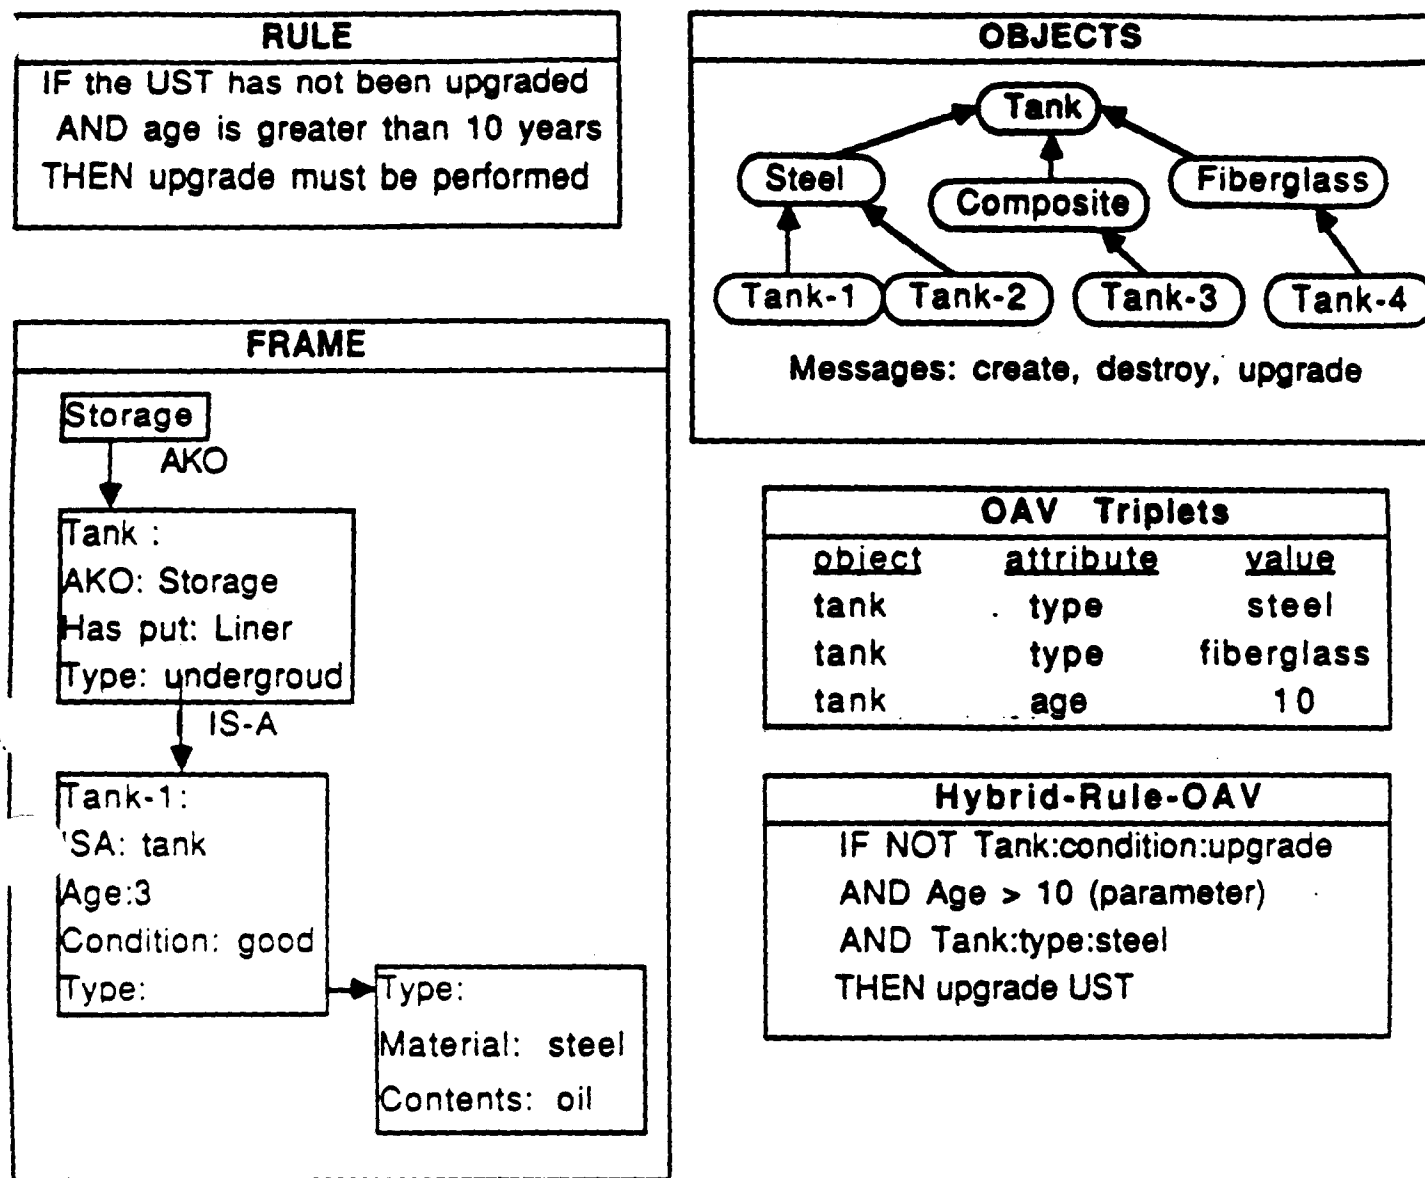 RULE
IF the UST has not been upgraded
AND age is greater than 10 years
THEN upgrade must be performed
OBJECTS
Tank
Steel
Composite
Fiberglass
Tank-1
Tank-2
Tank-3
Tank-4
Messages: create, destroy, upgrade
FRAME
Storage
AKO
Tank :
AKO: Storage
Has put: Liner
Type: undergroud
IS-A
Tank-1:
ISA: tank
Age:3
Condition: good
Type:
Type:
Material: steel
Contents: oil
OAV Triplets
object attribute value
tank type steel
tank type fiberglass
tank age 10
Hybrid-Rule-OAV
IF NOT Tank:condition:upgrade
AND Age > 10 (parameter)
AND Tank:type:steel
THEN upgrade UST